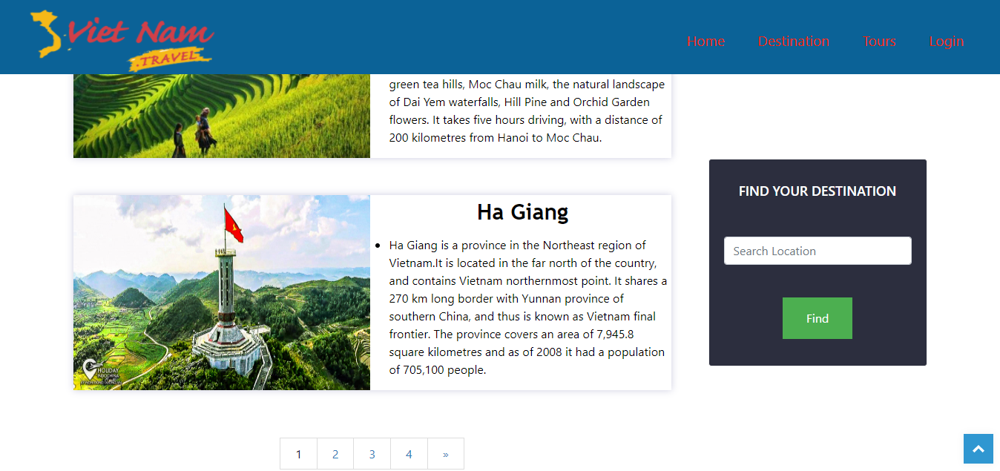 Viet Nam
.TRAVEL
Home
Destination
Tours
Login
green tea hills, Moc Chau milk, the natural landscape
of Dai Yem waterfalls, Hill Pine and Orchid Garden
flowers. It takes five hours driving, with a distance of
200 kilometres from Hanoi to Moc Chau.
Ha Giang
Ha Giang is a province in the Northeast region of
Vietnam.It is located in the far north of the country,
and contains Vietnam northernmost point. It shares a
270 km long border with Yunnan province of
southern China, and thus is known as Vietnam final
frontier. The province covers an area of 7,945.8
square kilometres and as of 2008 it had a population
of 705,100 people.
HOLIDAY
INDOCHINA
FIND YOUR DESTINATION
Search Location
Find
1 2 3 4 »